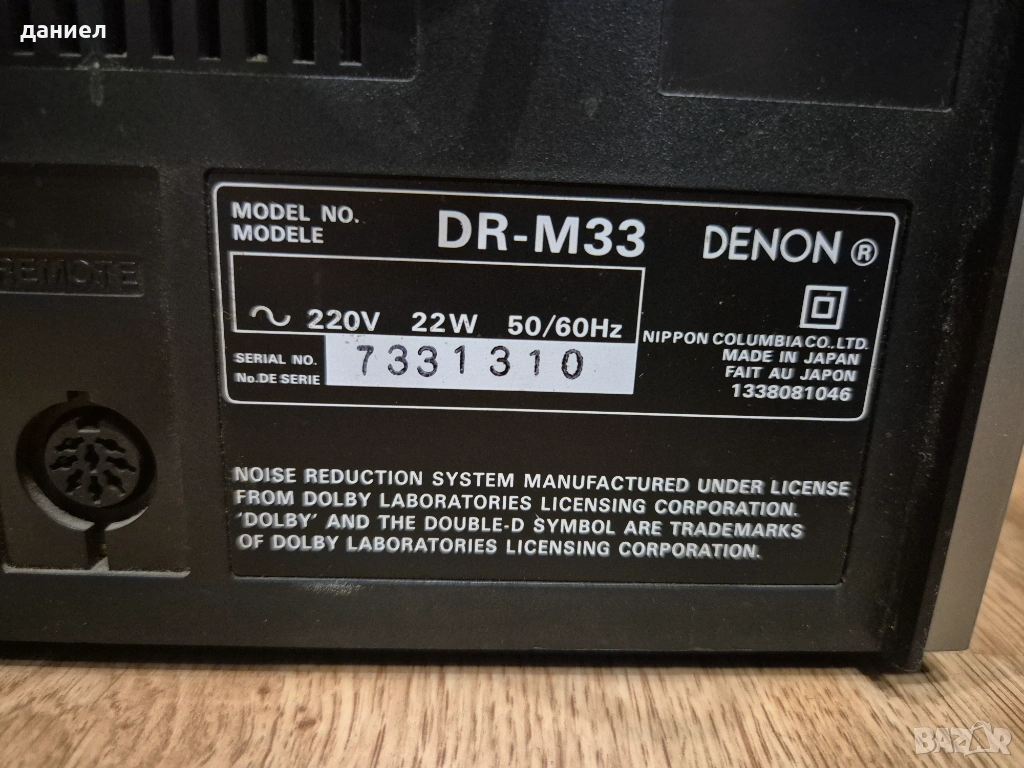 даниел
MODEL NO.
MODELE
DR-M33
DENON ®
REMOTE
220V 22W 50/60Hz
SERIAL NO.
No.DE SERIE
7331310
NIPPON COLUMBIA CO., LTD.
MADE IN JAPAN
FAIT AU JAPON
1338081046
NOISE REDUCTION SYSTEM MANUFACTURED UNDER LICENSE
FROM DOLBY LABORATORIES LICENSING CORPORATION.
'DOLBY' AND THE DOUBLE-D SYMBOL ARE TRADEMARKS
OF DOLBY LABORATORIES LICENSING CORPORATION.
BAZAR